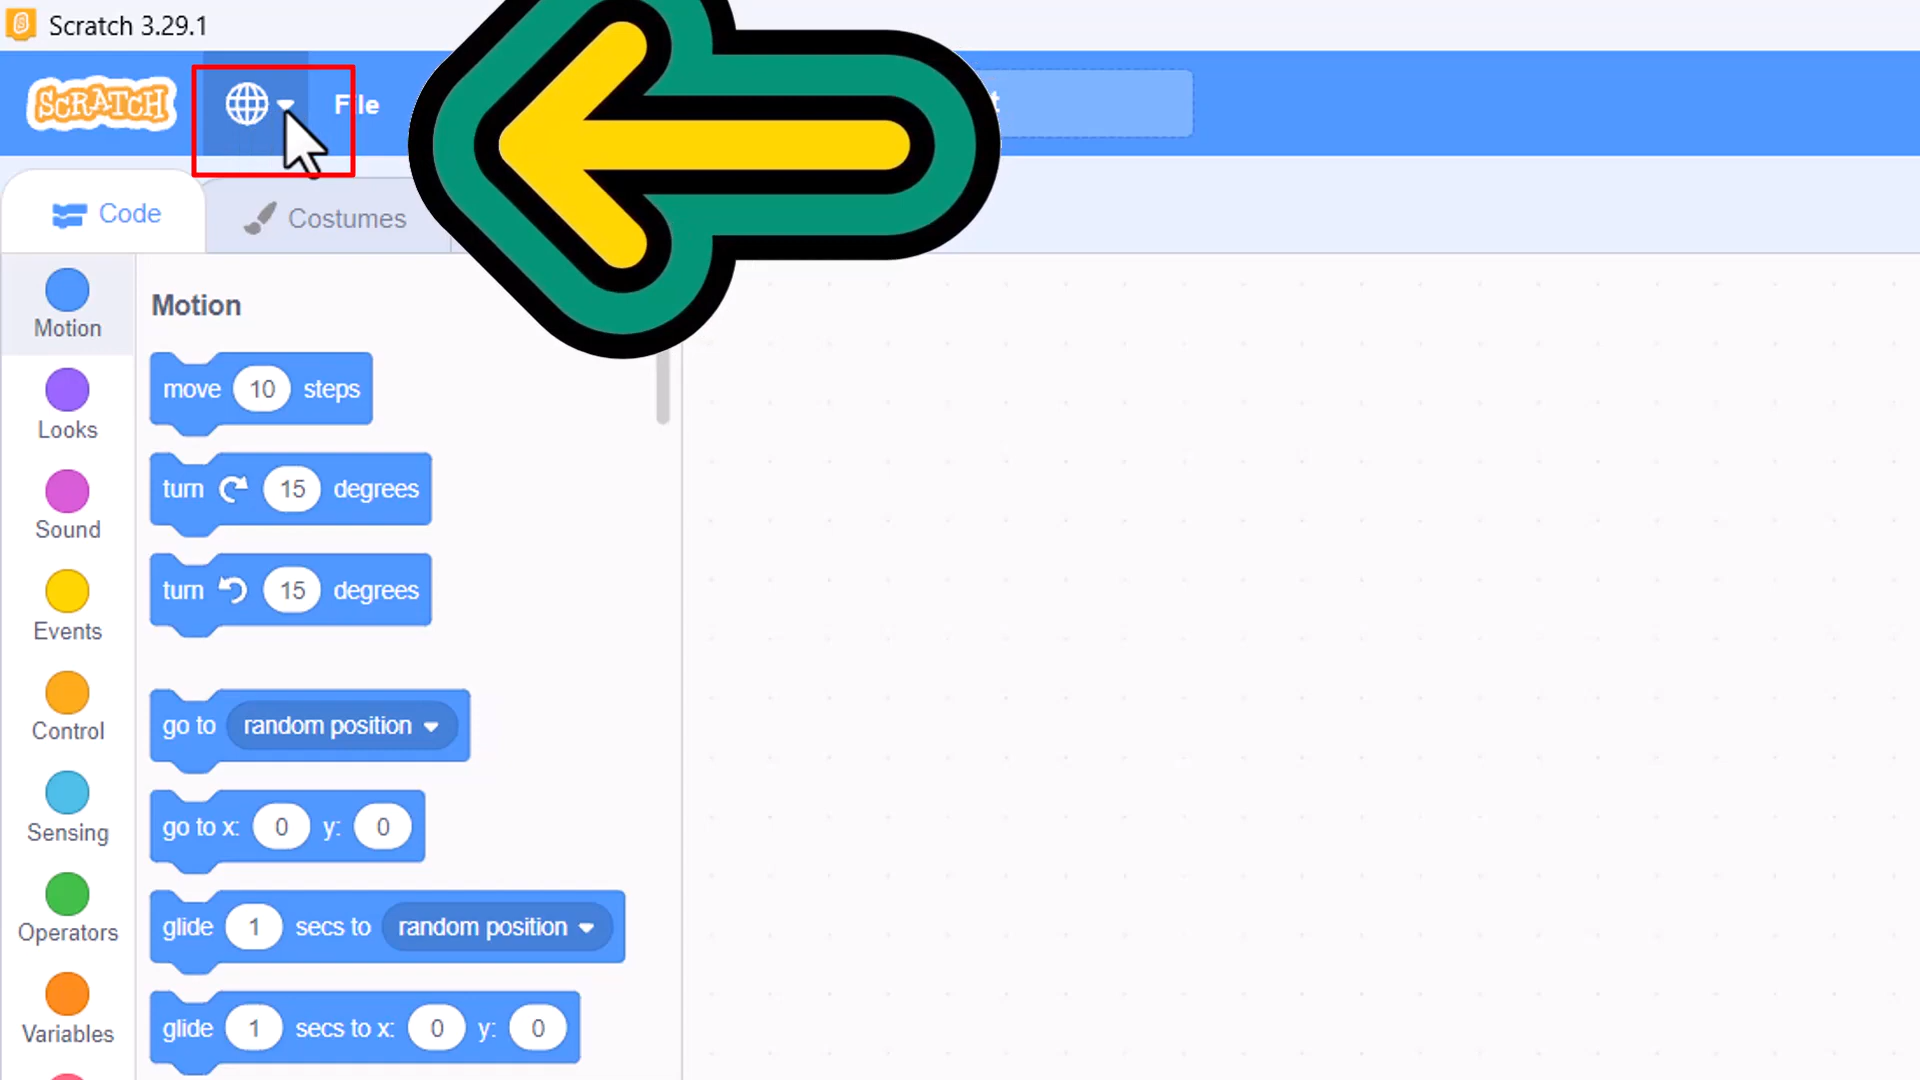 Scratch 3.29.1
SCRATCH
File
t
Code
Costumes
Motion
Motion
move 10 steps
Looks
turn 15 degrees
Sound
turn 15 degrees
Events
go to random position
Control
go to x: 0 y: 0
Sensing
glide 1 secs to random position
Operators
glide 1 secs to x: 0 y: 0
Variables